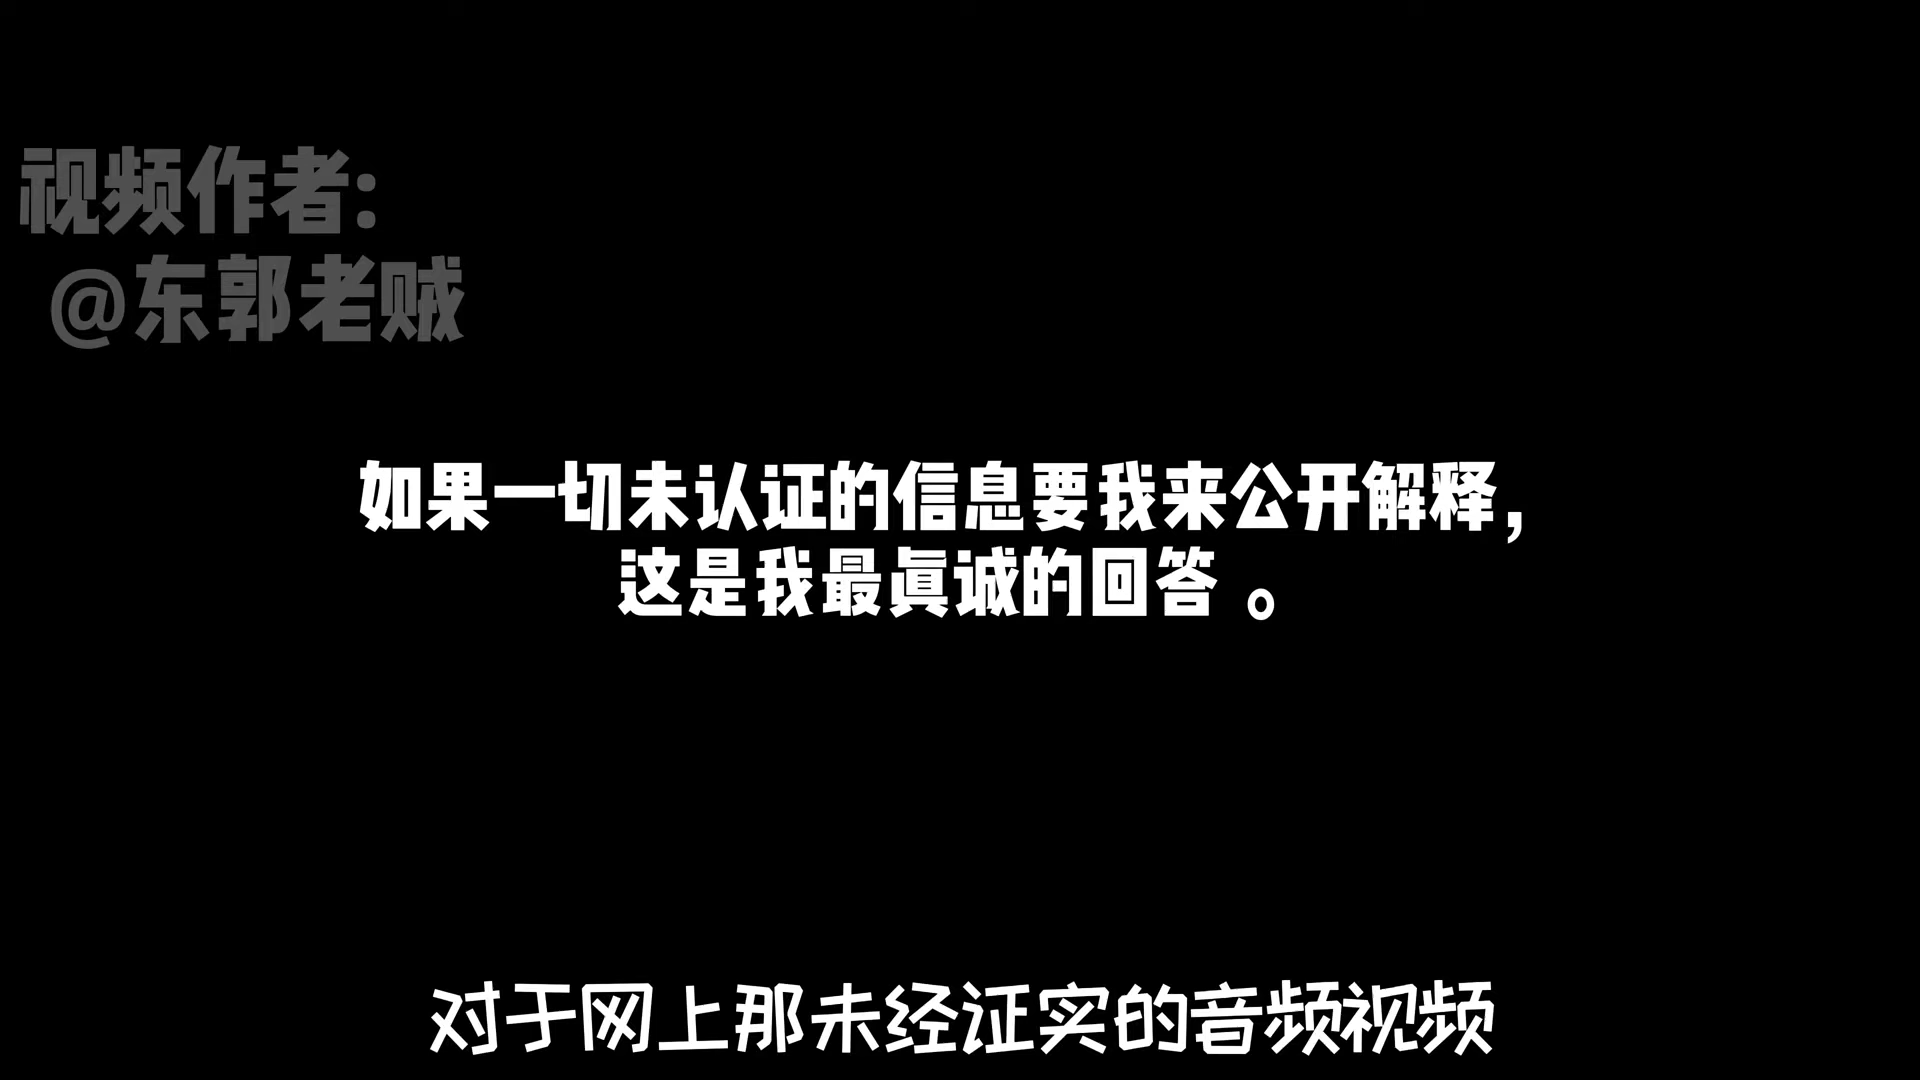 视频作者:
@东郭老贼
如果一切未认证的信息要我来公开解释,
这是我最真诚的回答 。
对于网上那未经证实的音频视频